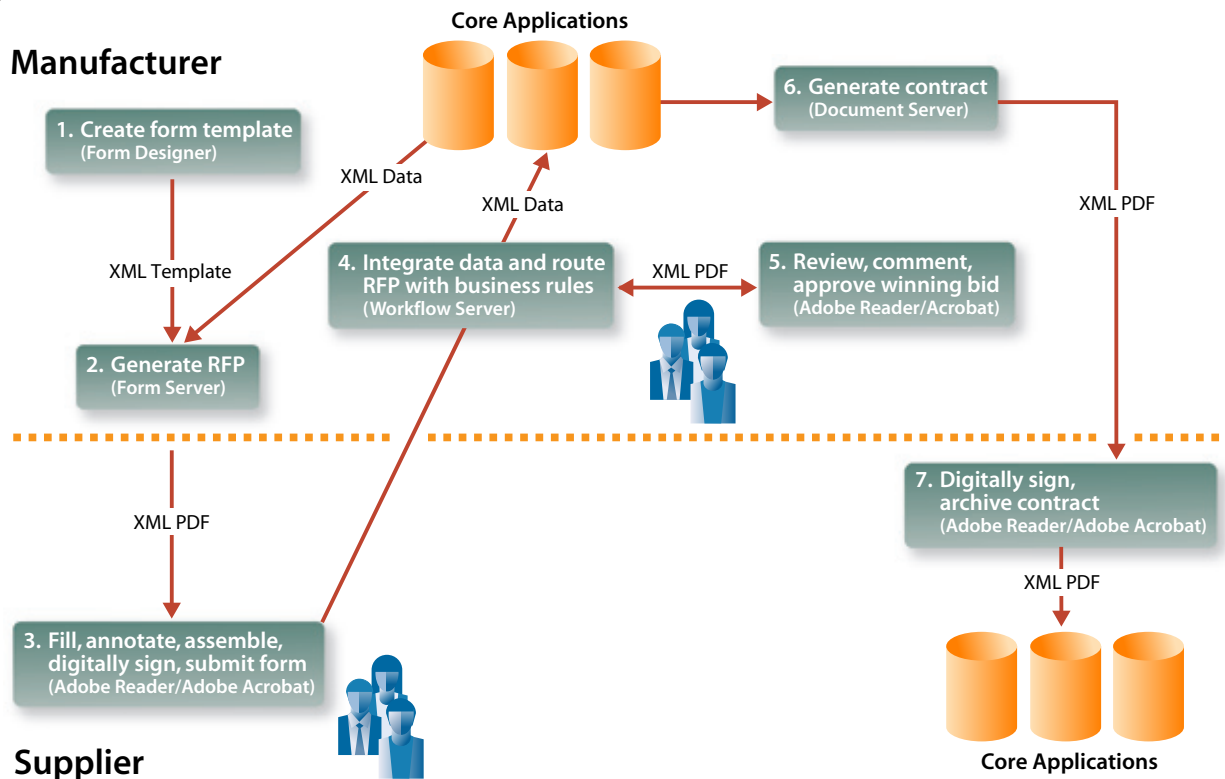 Core Applications
Manufacturer
1. Create form template
(Form Designer)
6. Generate contract
(Document Server)
XML Data
XML Data
XML PDF
XML Template
4. Integrate data and route
RFP with business rules
(Workflow Server)
XML PDF
5. Review, comment,
approve winning bid
(Adobe Reader/Acrobat)
2. Generate RFP
(Form Server)
XML PDF
7. Digitally sign,
archive contract
(Adobe Reader/Adobe Acrobat)
XML PDF
3. Fill, annotate, assemble,
digitally sign, submit form
(Adobe Reader/Adobe Acrobat)
Supplier
Core Applications